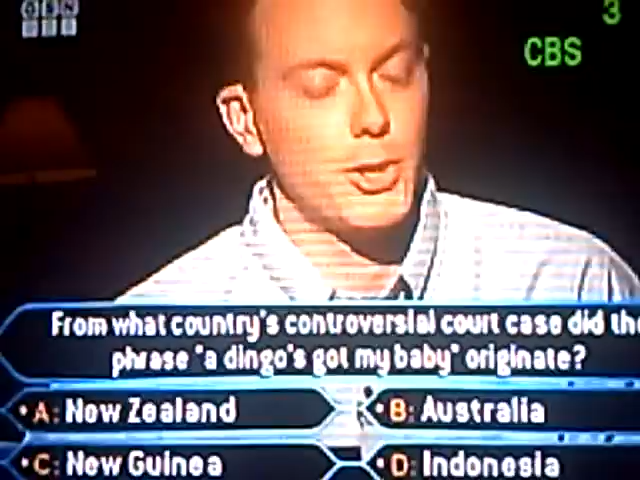 GSN
3
CBS
From what country's controversial court case did the
phrase "a dingo's got my baby" originate?
A: New Zealand
B: Australia
C: New Guinea
D: Indonesia